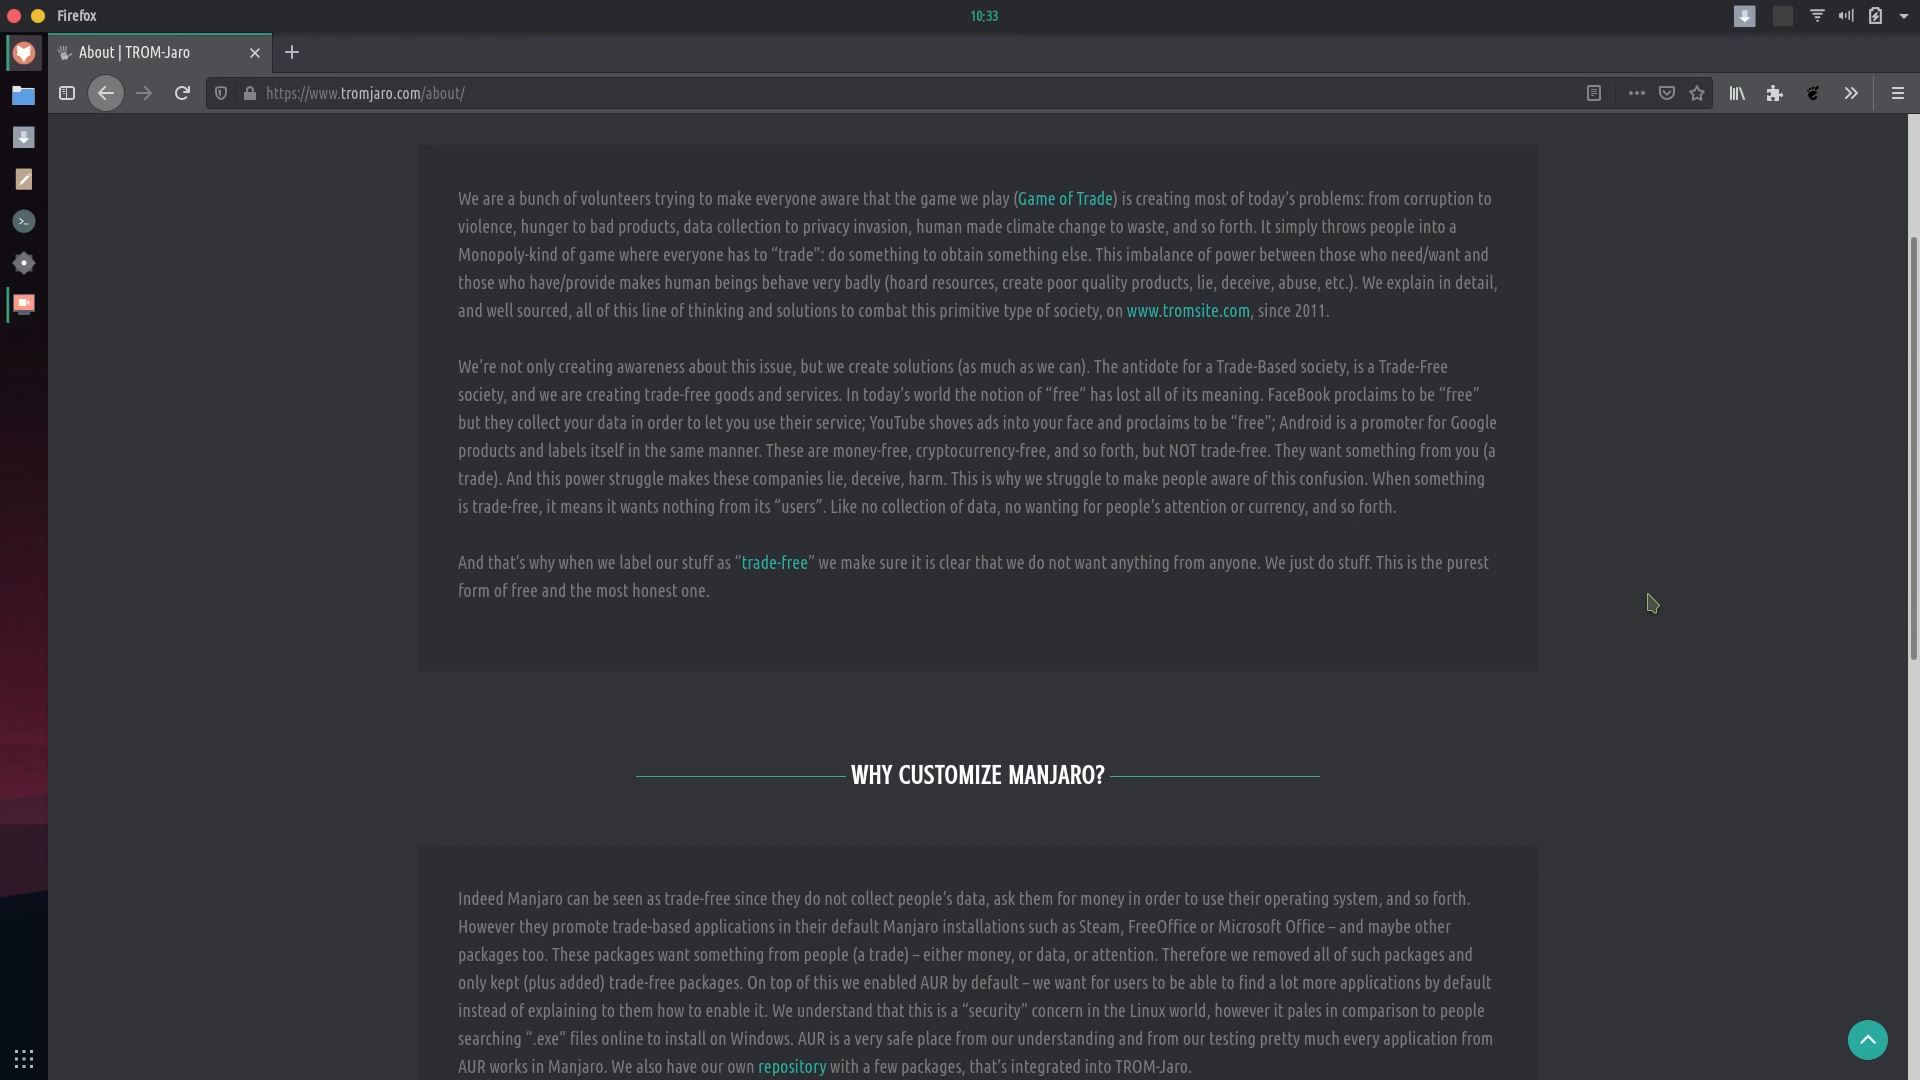 Firefox
10:33
About | TROM-Jaro
https://www.tromjaro.com/about/
We are a bunch of volunteers trying to make everyone aware that the game we play (Game of Trade) is creating most of today’s problems: from corruption to
violence, hunger to bad products, data collection to privacy invasion, human made climate change to waste, and so forth. It simply throws people into a
Monopoly-kind of game where everyone has to “trade”: do something to obtain something else. This imbalance of power between those who need/want and
those who have/provide makes human beings behave very badly (hoard resources, create poor quality products, lie, deceive, abuse, etc.). We explain in detail,
and well sourced, all of this line of thinking and solutions to combat this primitive type of society, on www.tromsite.com, since 2011.
We’re not only creating awareness about this issue, but we create solutions (as much as we can). The antidote for a Trade-Based society, is a Trade-Free
society, and we are creating trade-free goods and services. In today’s world the notion of “free” has lost all of its meaning. FaceBook proclaims to be “free”
but they collect your data in order to let you use their service; YouTube shoves ads into your face and proclaims to be “free”; Android is a promoter for Google
products and labels itself in the same manner. These are money-free, cryptocurrency-free, and so forth, but NOT trade-free. They want something from you (a
trade). And this power struggle makes these companies lie, deceive, harm. This is why we struggle to make people aware of this confusion. When something
is trade-free, it means it wants nothing from its “users”. Like no collection of data, no wanting for people’s attention or currency, and so forth.
And that’s why when we label our stuff as “trade-free” we make sure it is clear that we do not want anything from anyone. We just do stuff. This is the purest
form of free and the most honest one.
WHY CUSTOMIZE MANJARO?
Indeed Manjaro can be seen as trade-free since they do not collect people’s data, ask them for money in order to use their operating system, and so forth.
However they promote trade-based applications in their default Manjaro installations such as Steam, FreeOffice or Microsoft Office – and maybe other
packages too. These packages want something from people (a trade) – either money, or data, or attention. Therefore we removed all of such packages and
only kept (plus added) trade-free packages. On top of this we enabled AUR by default – we want for users to be able to find a lot more applications by default
instead of explaining to them how to enable it. We understand that this is a “security” concern in the Linux world, however it pales in comparison to people
searching “.exe” files online to install on Windows. AUR is a very safe place from our understanding and from our testing pretty much every application from
AUR works in Manjaro. We also have our own repository with a few packages, that’s integrated into TROM-Jaro.